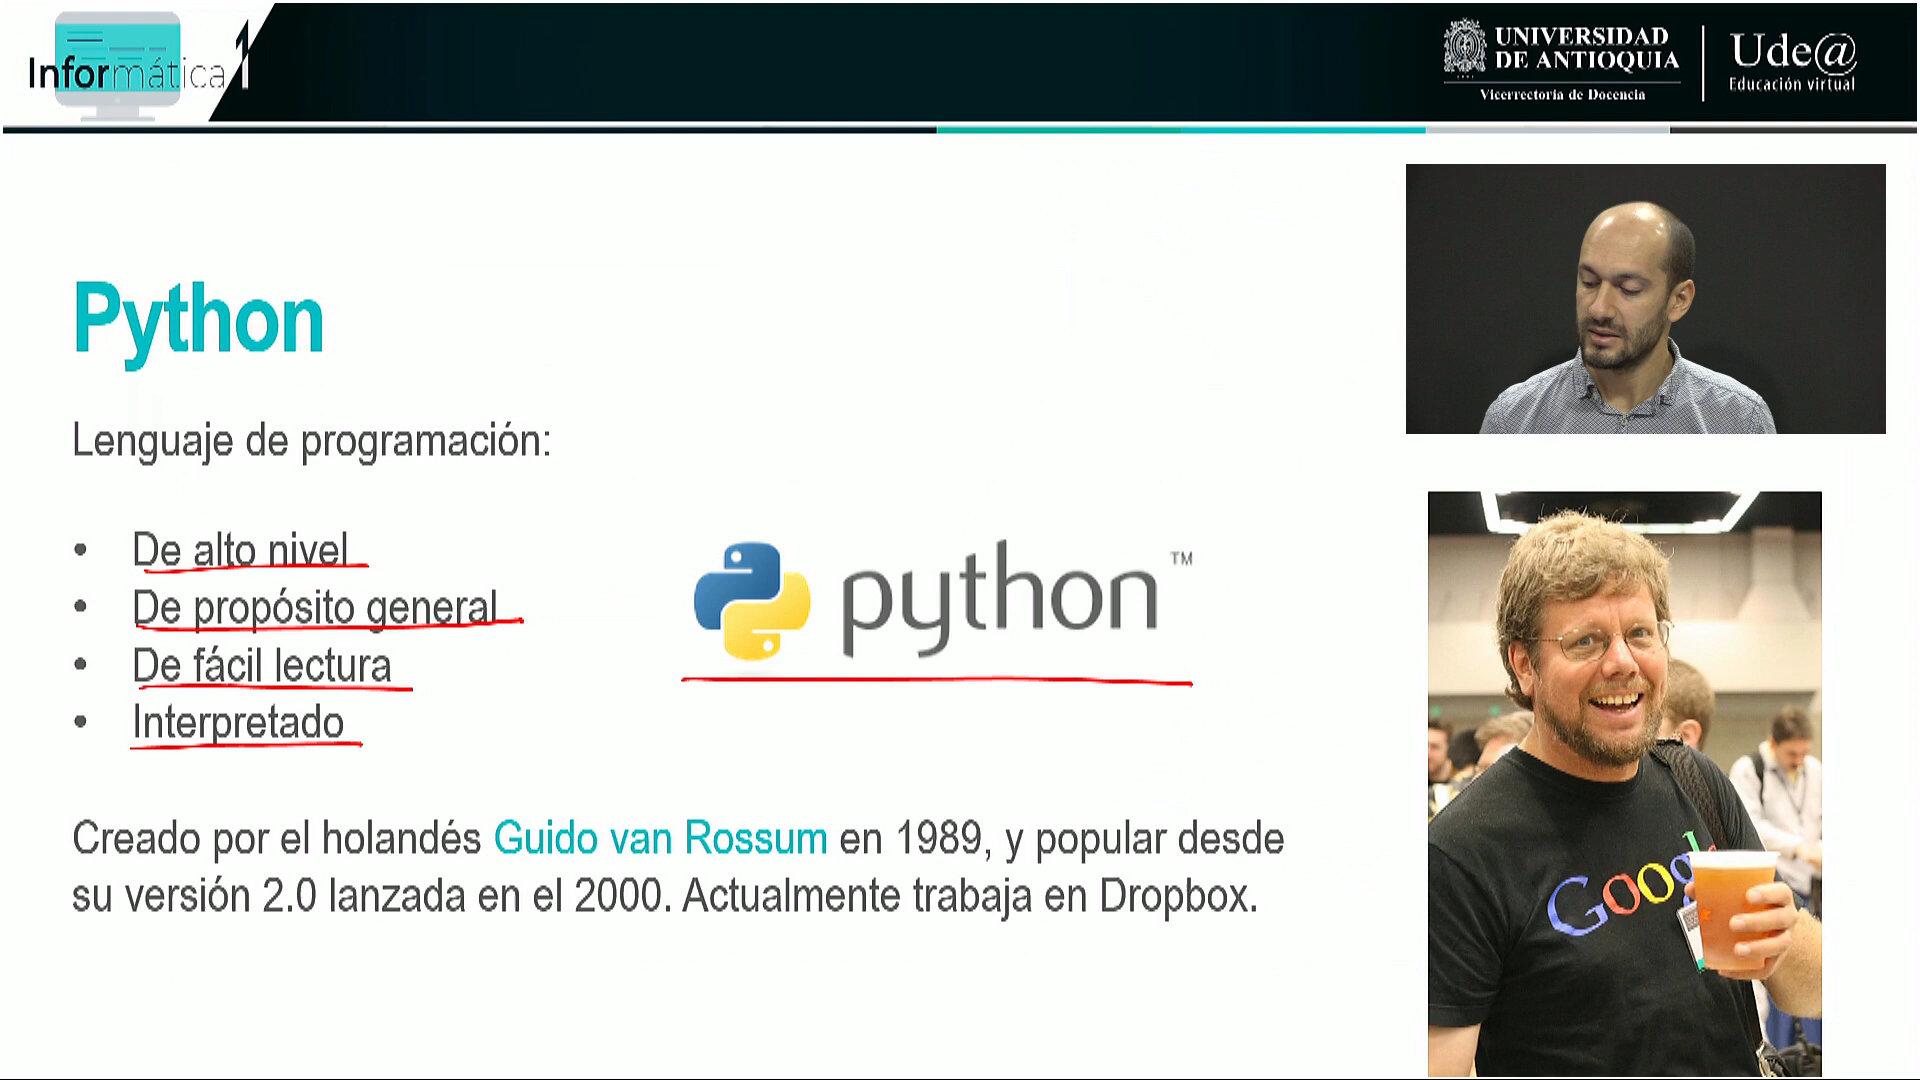 Informática 1
UNIVERSIDAD
DE ANTIOQUIA
Vicerrectoría de Docencia
Ude@
Educación virtual
Python
Lenguaje de programación:
• De alto nivel
• De propósito general
• De fácil lectura
• Interpretado
python™
Creado por el holandés Guido van Rossum en 1989, y popular desde
su versión 2.0 lanzada en el 2000. Actualmente trabaja en Dropbox.
Googl